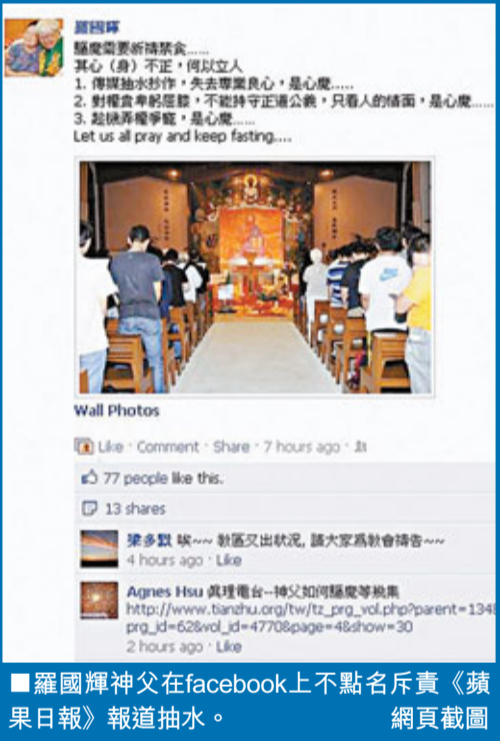 羅國輝
驅魔需要祈禱禁食......
其心（身）不正，何以立人
1. 傳媒抽水抄作，失去專業良心，是心魔.....
2. 對權貴卑躬屈膝，不能持守正道公義，只看人的情面，是心魔.....
3. 趁機弄權爭寵，是心魔......
Let us all pray and keep fasting....
Wall Photos
Like · Comment · Share · 7 hours ago ·
77 people like this.
13 shares
唉~~ 教區又出狀況, 請大家為教會禱告~~
4 hours ago · Like
Agnes Hsu 真理電台--神父如何驅魔等幾集
http://www.tianzhu.org/tw/tz_prg_vol.php?parent=134
prg_id=62&vol_id=4770&page=4&show=30
2 hours ago · Like
■羅國輝神父在facebook上不點名斥責《蘋
果日報》報道抽水。 網頁截圖